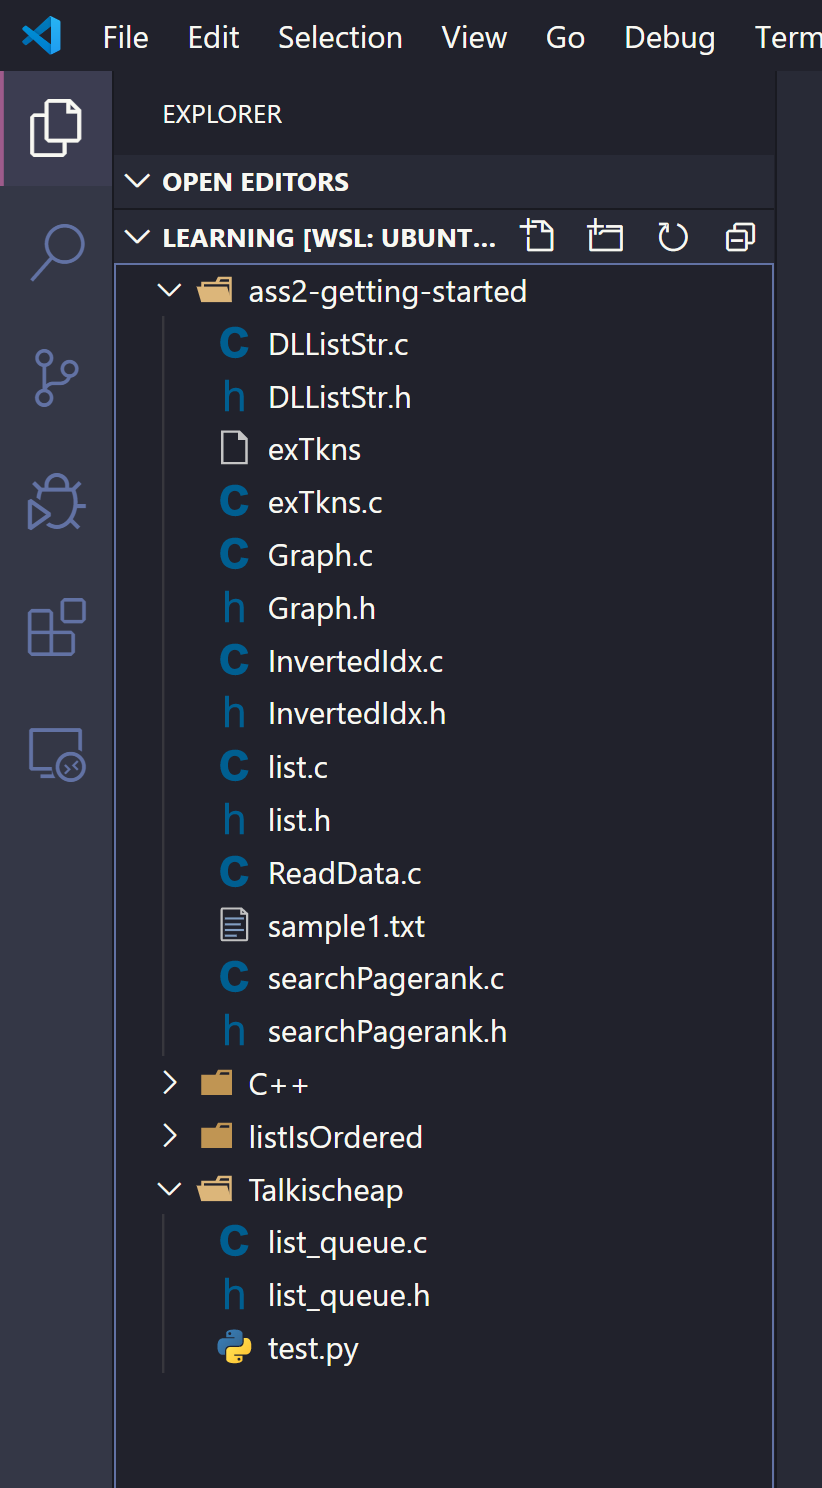 File Edit Selection View Go Debug Term
EXPLORER
OPEN EDITORS
LEARNING [WSL: UBUNT...
ass2-getting-started
C DLListStr.c
h DLListStr.h
exTkns
C exTkns.c
C Graph.c
h Graph.h
C InvertedIdx.c
h InvertedIdx.h
C list.c
h list.h
C ReadData.c
sample1.txt
C searchPagerank.c
h searchPagerank.h
C++
listIsOrdered
Talkischeap
C list_queue.c
h list_queue.h
test.py